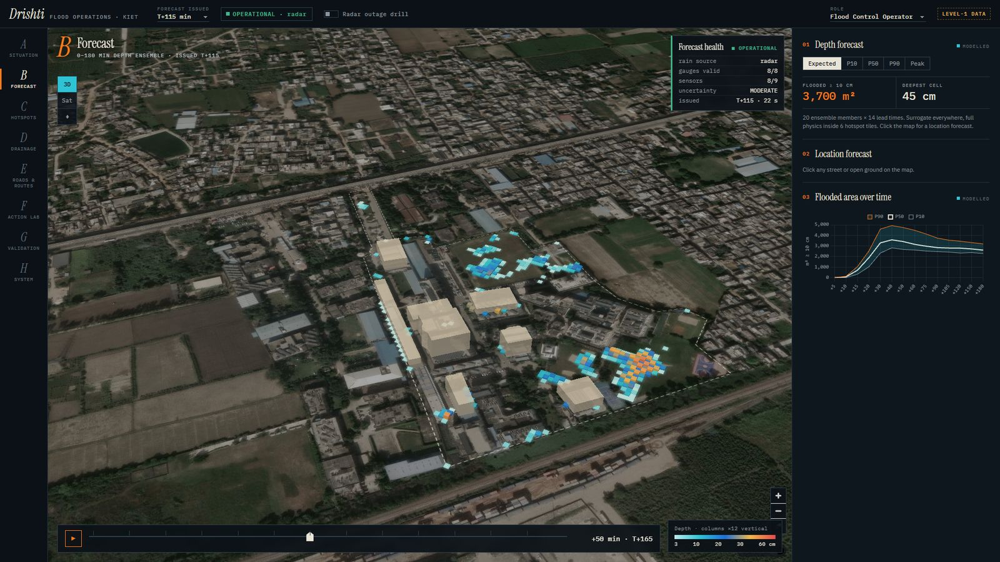 Drishti FLOOD OPERATIONS · KIET
FORECAST ISSUED
T+115 min
OPERATIONAL · radar
Radar outage drill
ROLE
Flood Control Operator
LEVEL-1 DATA
A
SITUATION
B
FORECAST
C
HOTSPOTS
D
DRAINAGE
E
ROADS &
ROUTES
F
ACTION LAB
G
VALIDATION
H
SYSTEM
B Forecast
0–180 MIN DEPTH ENSEMBLE · ISSUED T+115
3D
Sat
Forecast health OPERATIONAL
rain source radar
gauges valid 8/8
sensors 8/9
uncertainty MODERATE
issued T+115 · 22 s
+
−
+50 min · T+165
Depth · columns ×12 vertical
3 10 20 30 60 cm
01 Depth forecast MODELLED
Expected P10 P50 P90 Peak
FLOODED ≥ 10 CM
3,700 m²
DEEPEST CELL
45 cm
20 ensemble members × 14 lead times. Surrogate everywhere, full
physics inside 6 hotspot tiles. Click the map for a location forecast.
02 Location forecast
Click any street or open ground on the map.
03 Flooded area over time MODELLED
P90 P50 P10
m² ≥ 10 cm
5,000
4,000
3,000
2,000
1,000
0
+5 +10 +15 +20 +30 +40 +50 +60 +75 +90 +105 +120 +150 +180